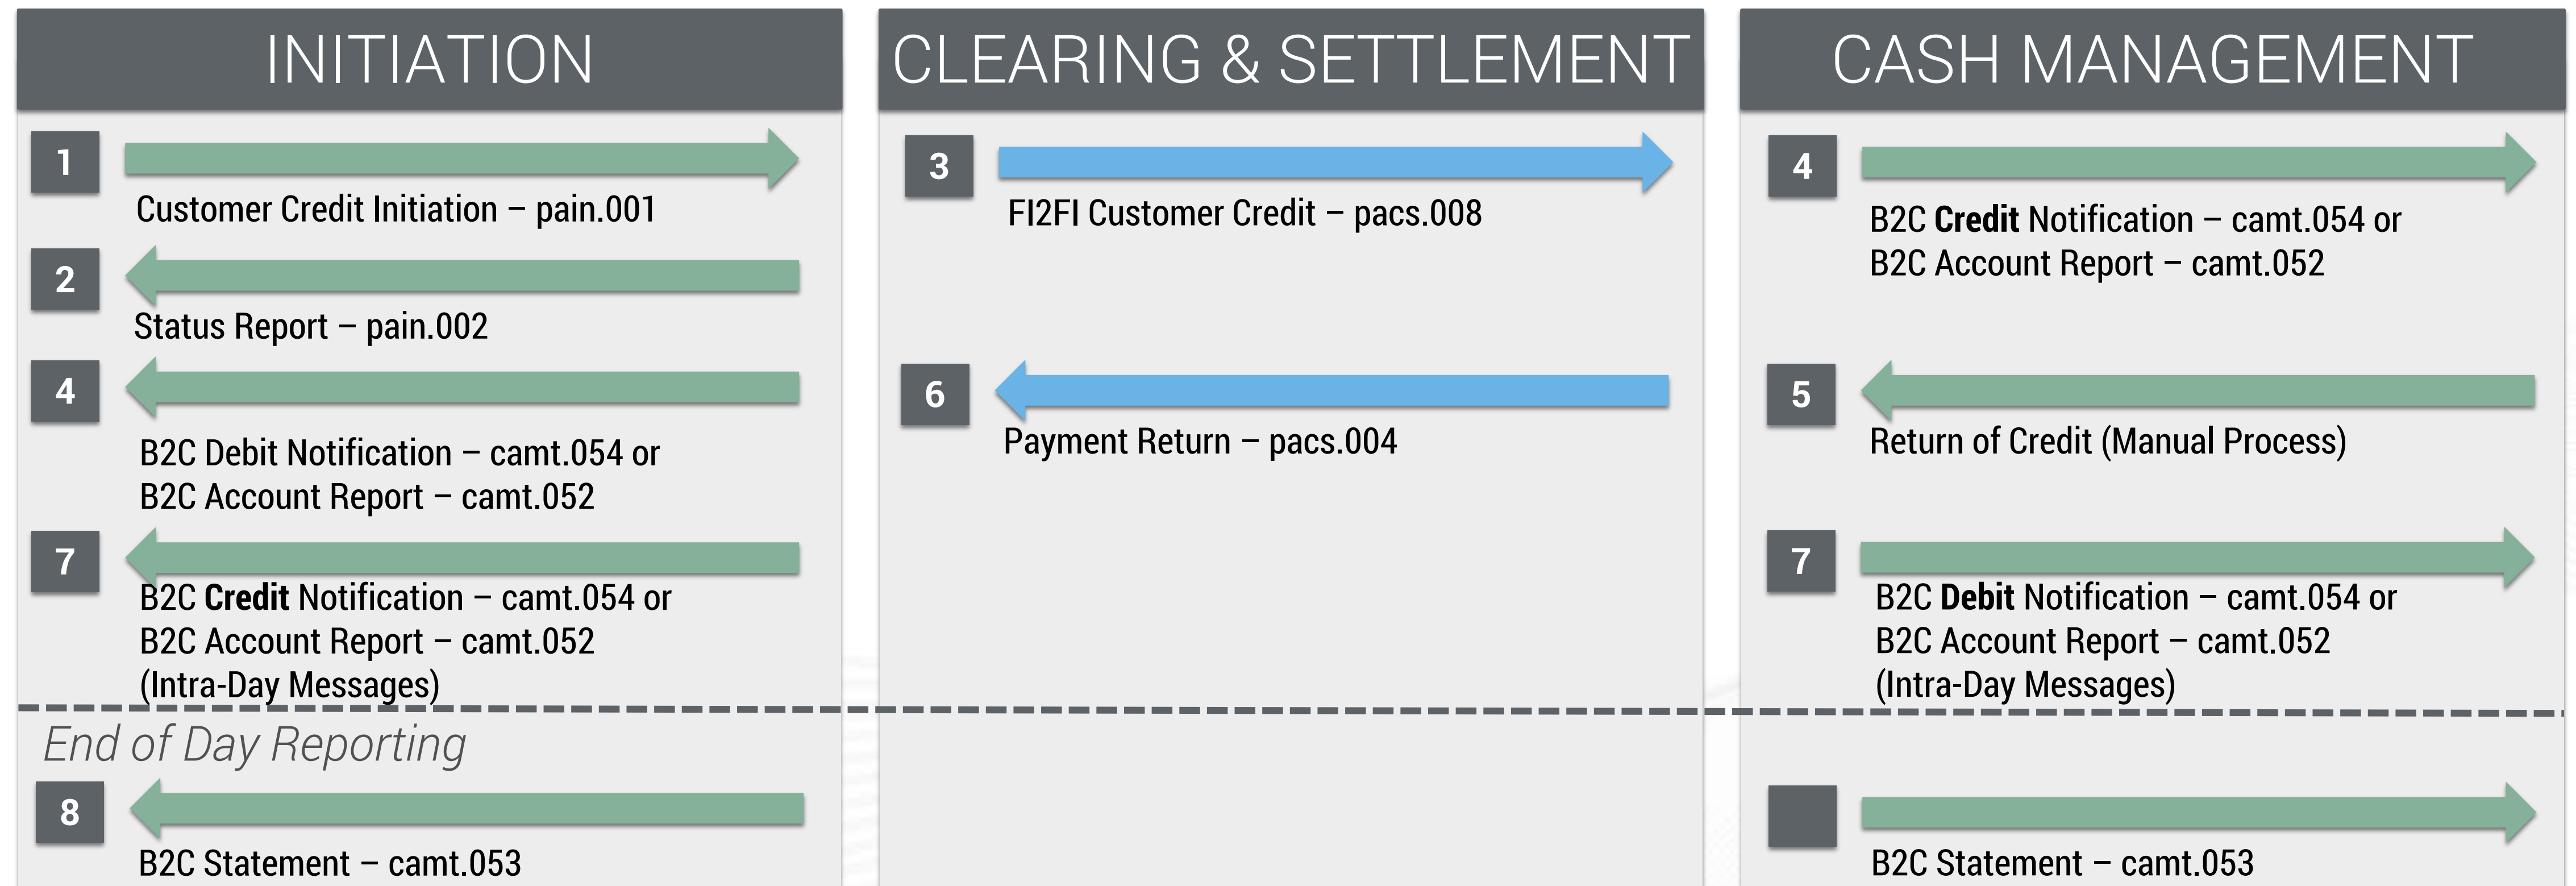 INITIATION
1
Customer Credit Initiation – pain.001
2
Status Report – pain.002
4
B2C Debit Notification – camt.054 or
B2C Account Report – camt.052
7
B2C Credit Notification – camt.054 or
B2C Account Report – camt.052
(Intra-Day Messages)
End of Day Reporting
8
B2C Statement – camt.053
CLEARING & SETTLEMENT
3
FI2FI Customer Credit – pacs.008
6
Payment Return – pacs.004
CASH MANAGEMENT
4
B2C Credit Notification – camt.054 or
B2C Account Report – camt.052
5
Return of Credit (Manual Process)
7
B2C Debit Notification – camt.054 or
B2C Account Report – camt.052
(Intra-Day Messages)
B2C Statement – camt.053